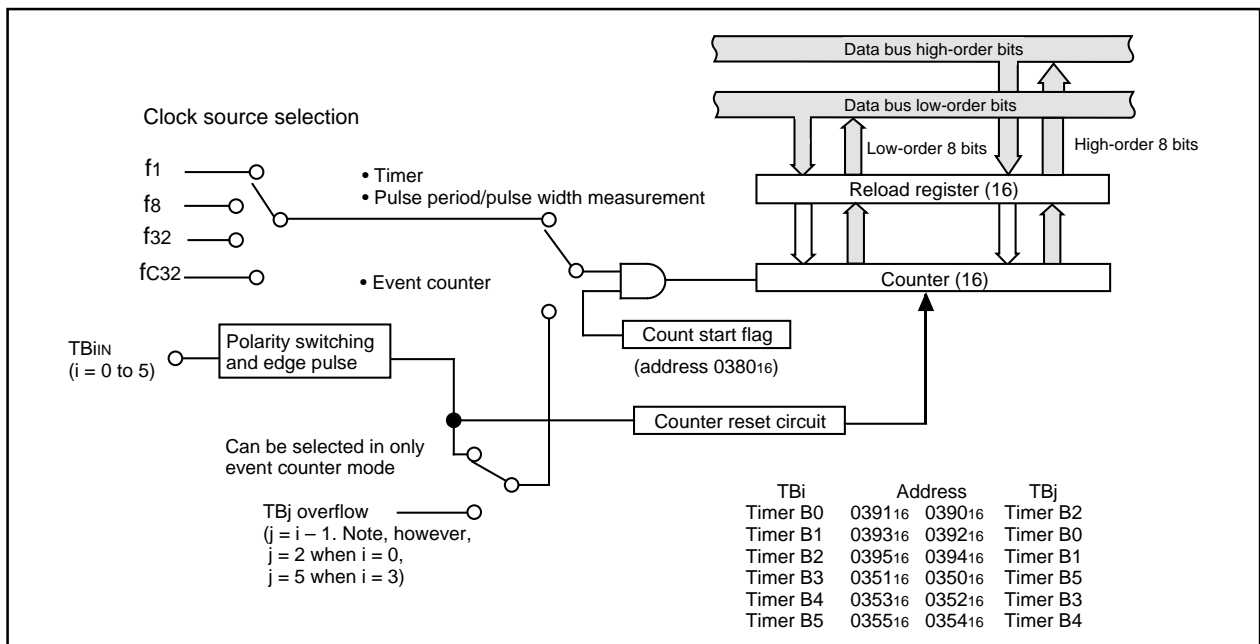 Data bus high-order bits
Data bus low-order bits
Clock source selection
Low-order 8 bits
High-order 8 bits
f1
• Timer
• Pulse period/pulse width measurement
Reload register (16)
f8
f32
fC32
• Event counter
Counter (16)
Count start flag
(address 038016)
TBiIN
(i = 0 to 5)
Polarity switching
and edge pulse
Counter reset circuit
Can be selected in only
event counter mode
TBj overflow
(j = i – 1. Note, however,
j = 2 when i = 0,
j = 5 when i = 3)
TBi Address TBj
Timer B0 039116 039016 Timer B2
Timer B1 039316 039216 Timer B0
Timer B2 039516 039416 Timer B1
Timer B3 035116 035016 Timer B5
Timer B4 035316 035216 Timer B3
Timer B5 035516 035416 Timer B4